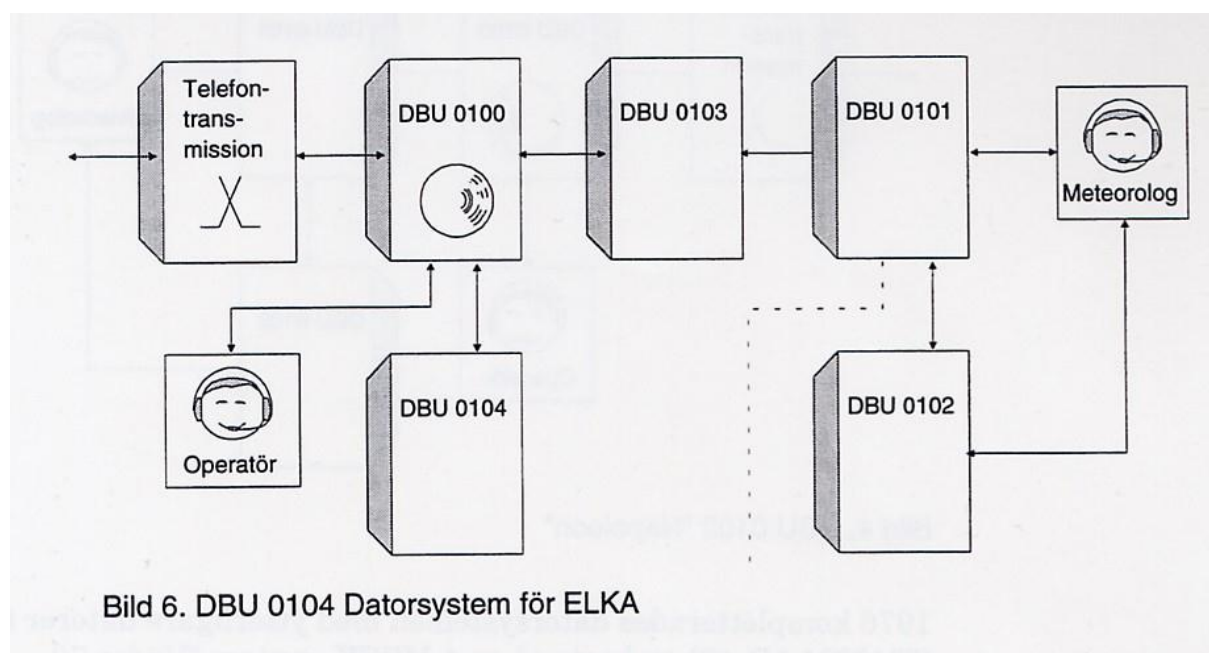 Telefon-
trans-
mission
DBU 0100
DBU 0103
DBU 0101
Meteorolog
Operatör
DBU 0104
DBU 0102
Bild 6. DBU 0104 Datorsystem för ELKA